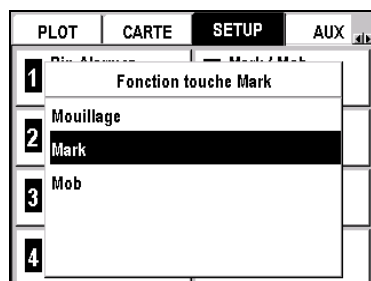 PLOT CARTE SETUP AUX
1
Fonction touche Mark
Mouillage
2
Mark
3
Mob
4